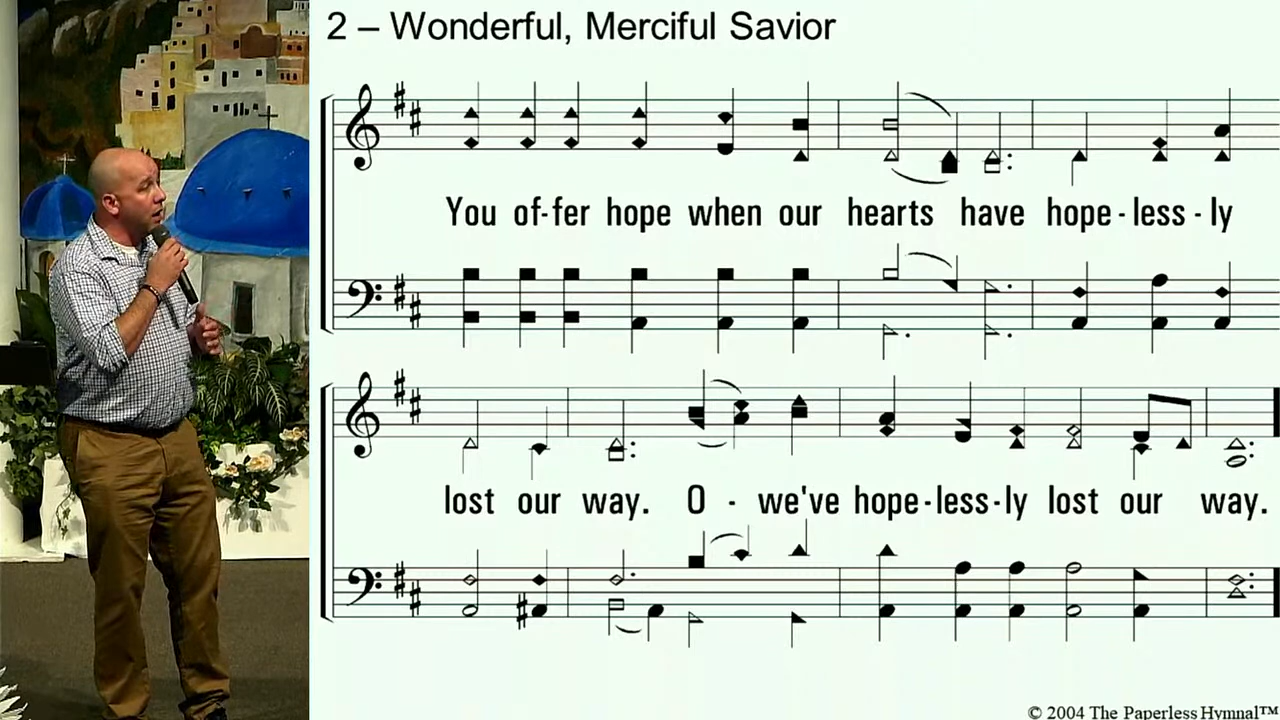 2 – Wonderful, Merciful Savior
You of-fer hope when our hearts have hope-less-ly
lost our way. O - we've hope-less-ly lost our way.
© 2004 The Paperless Hymnal™